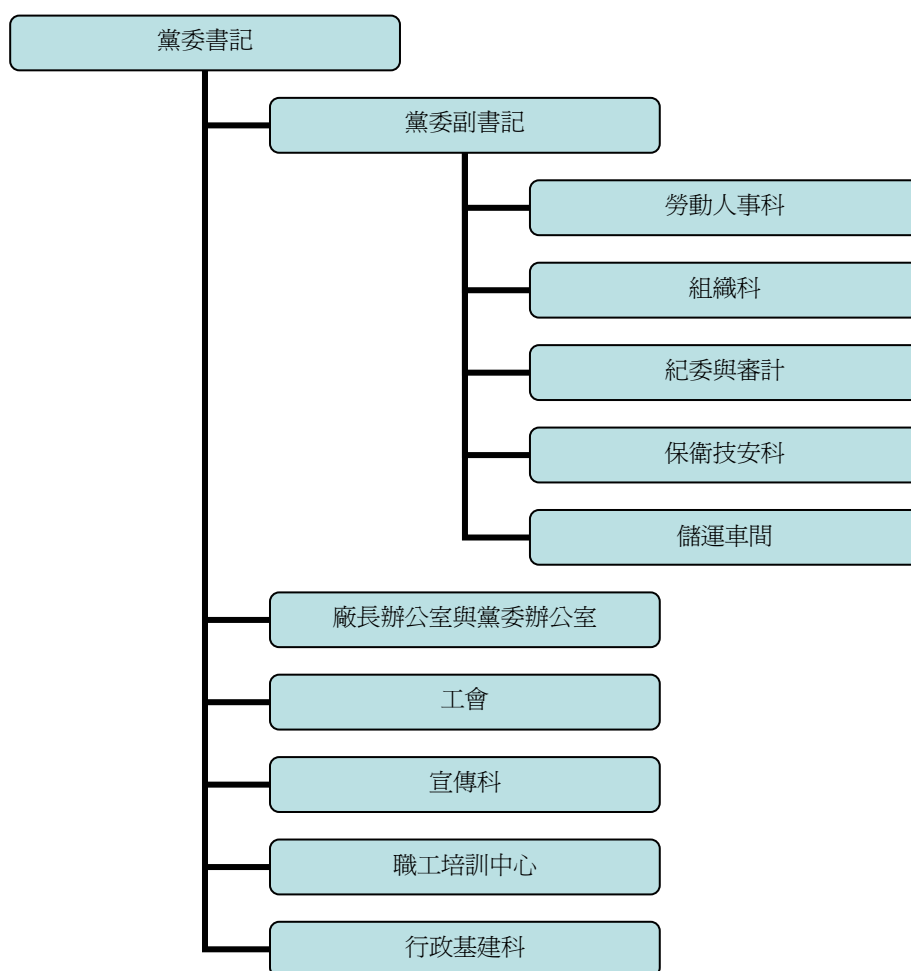 黨委書記
黨委副書記
勞動人事科
組織科
紀委與審計
保衛技安科
儲運車間
廠長辦公室與黨委辦公室
工會
宣傳科
職工培訓中心
行政基建科